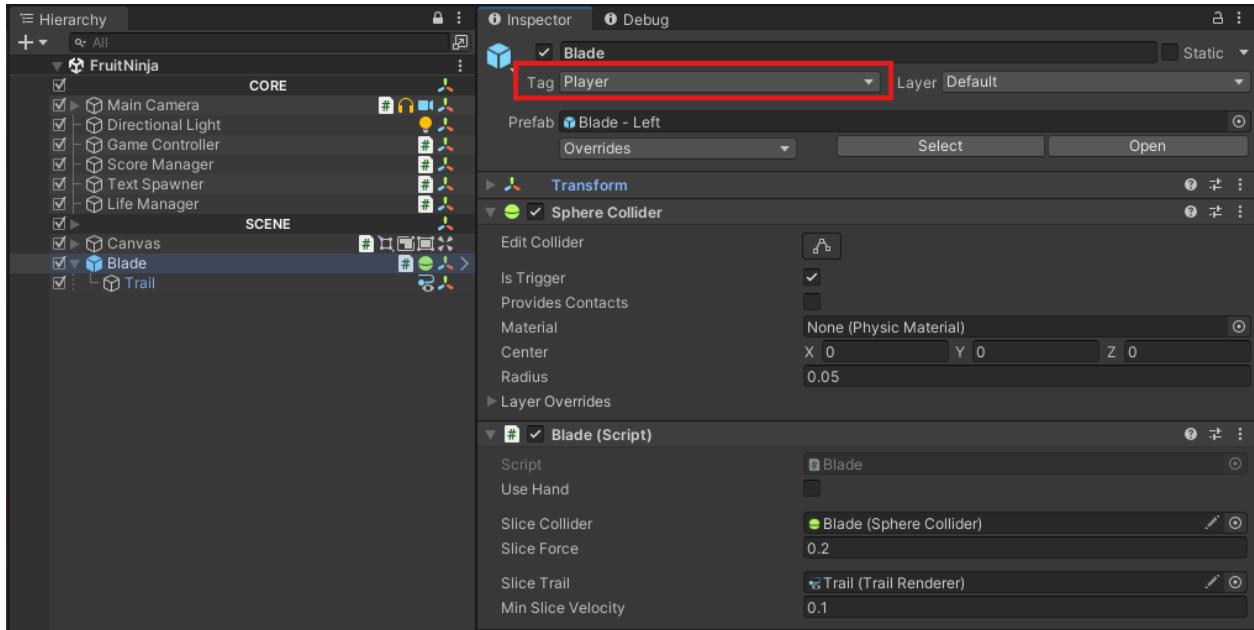 Hierarchy
All
FruitNinja
CORE
Main Camera
Directional Light
Game Controller
Score Manager
Text Spawner
Life Manager
SCENE
Canvas
Blade
Trail
Inspector Debug
Blade Static
Tag Player Layer Default
Prefab Blade - Left
Overrides Select Open
Transform
Sphere Collider
Edit Collider
Is Trigger
Provides Contacts
Material None (Physic Material)
Center X 0 Y 0 Z 0
Radius 0.05
Layer Overrides
# Blade (Script)
Script Blade
Use Hand
Slice Collider Blade (Sphere Collider)
Slice Force 0.2
Slice Trail Trail (Trail Renderer)
Min Slice Velocity 0.1